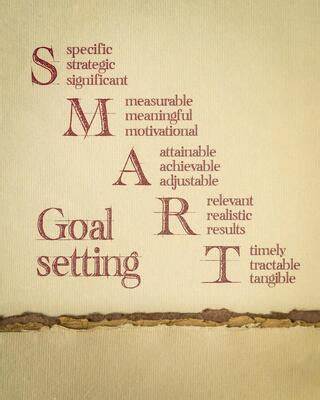 S specific
strategic
significant
M measurable
meaningful
motivational
A attainable
achievable
adjustable
R relevant
realistic
results
T timely
tractable
tangible
Goal
setting